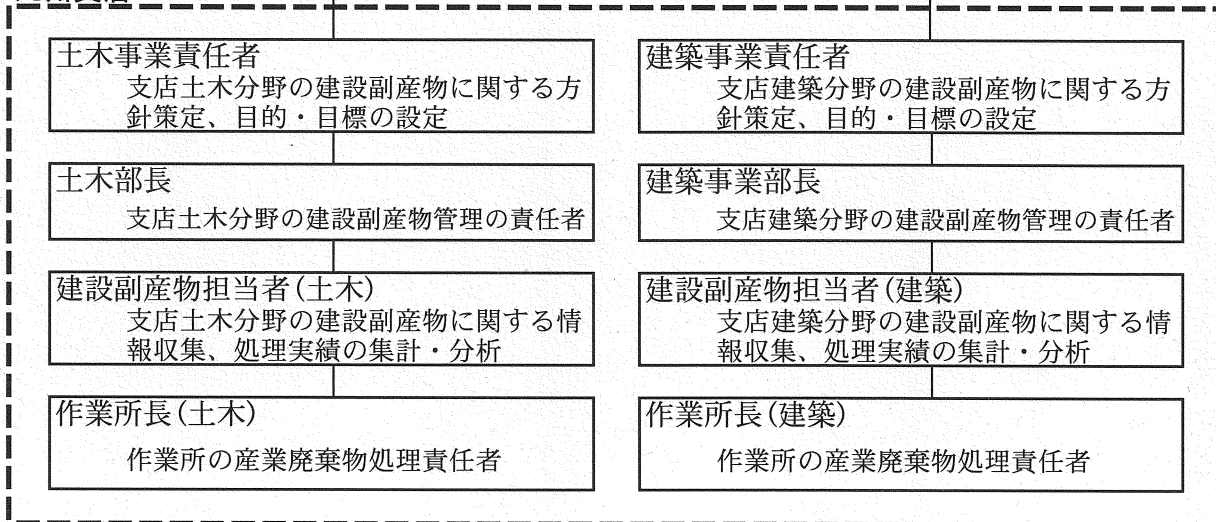 土木事業責任者
支店土木分野の建設副産物に関する方
針策定、目的・目標の設定
土木部長
支店土木分野の建設副産物管理の責任者
建設副産物担当者(土木)
支店土木分野の建設副産物に関する情
報収集、処理実績の集計・分析
作業所長(土木)
作業所の産業廃棄物処理責任者
建築事業責任者
支店建築分野の建設副産物に関する方
針策定、目的・目標の設定
建築事業部長
支店建築分野の建設副産物管理の責任者
建設副産物担当者(建築)
支店建築分野の建設副産物に関する情
報収集、処理実績の集計・分析
作業所長(建築)
作業所の産業廃棄物処理責任者